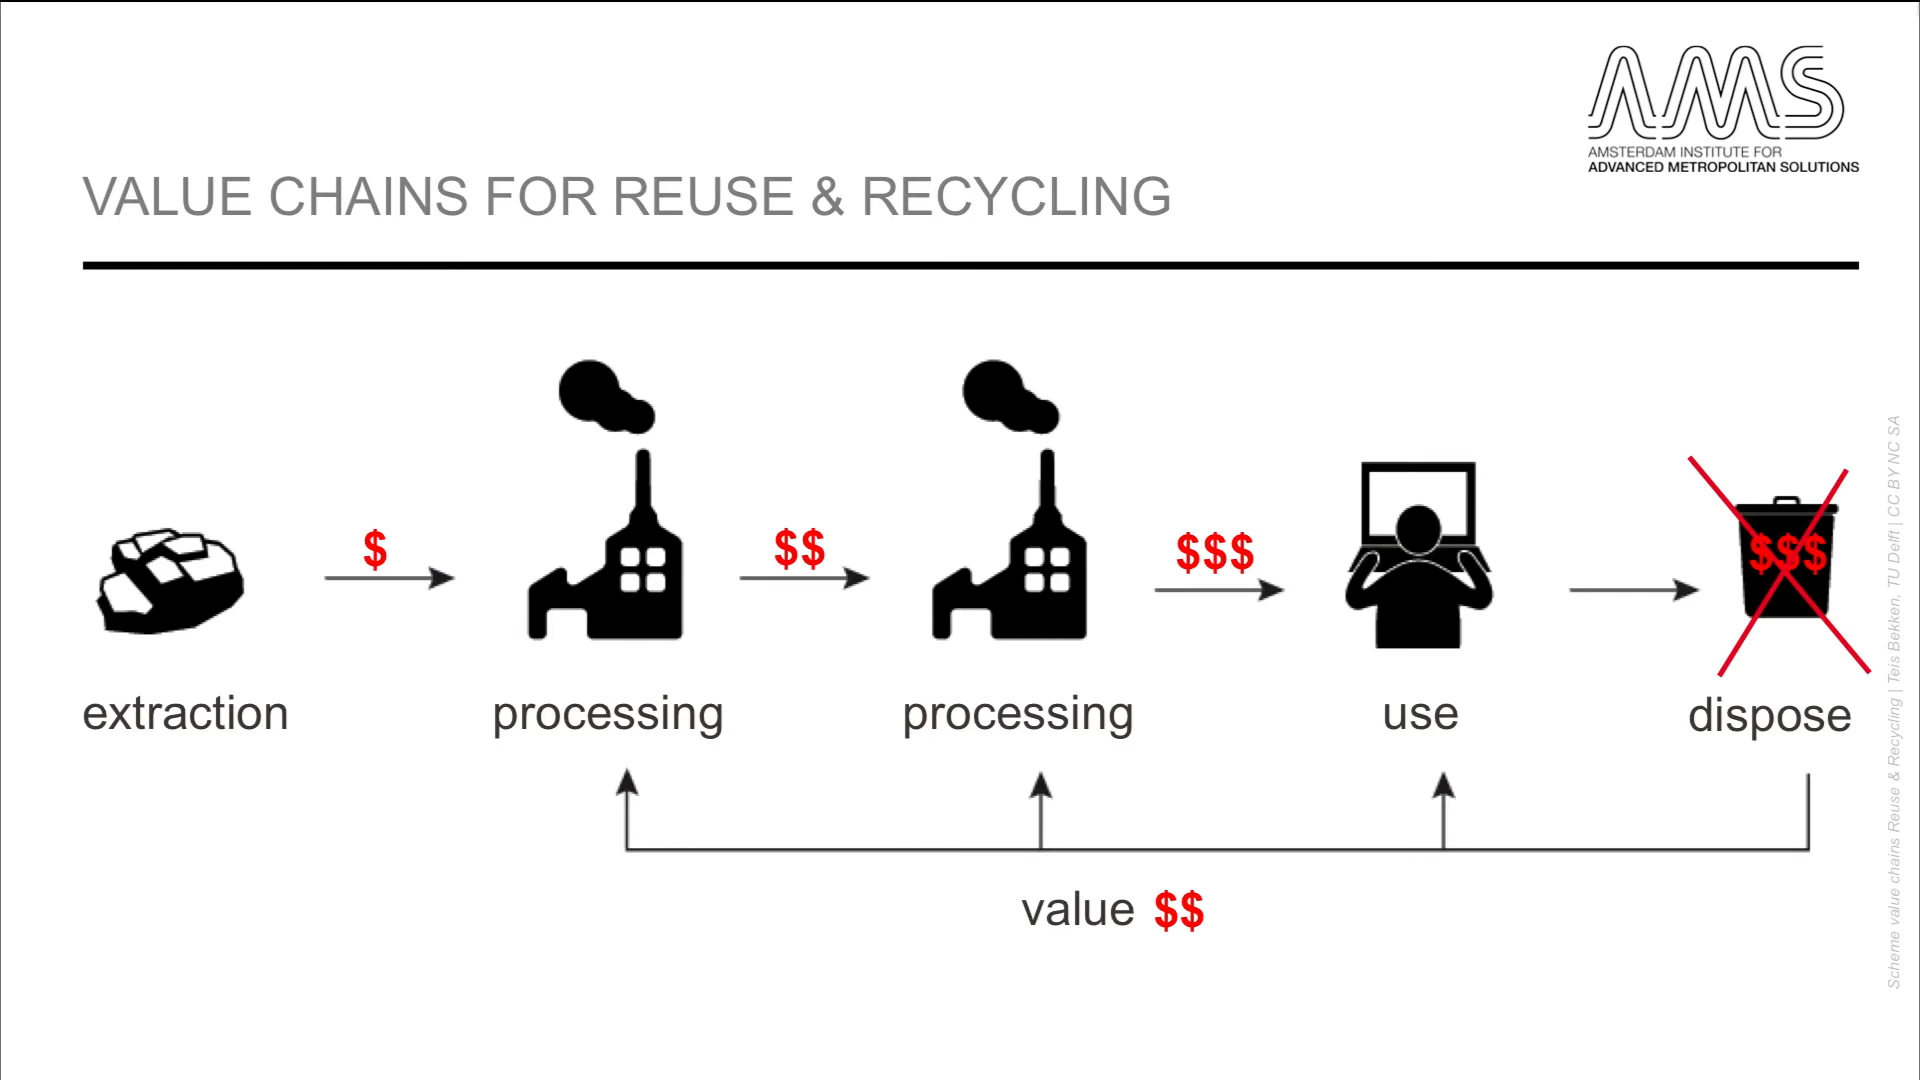 AMS
AMSTERDAM INSTITUTE FOR
ADVANCED METROPOLITAN SOLUTIONS
VALUE CHAINS FOR REUSE & RECYCLING
$
$$
$$$
$$$
extraction
processing
processing
use
dispose
value $$
Scheme value chains Reuse & Recycling | Teis Bekken, TU Delft | CC BY NC SA